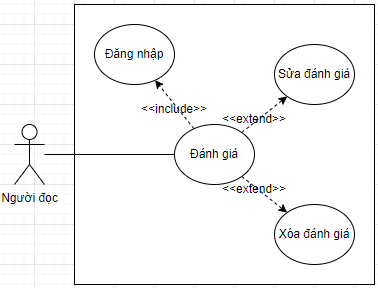 Đăng nhập
Sửa đánh giá
<<include>>
<<extend>>
Đánh giá
<<extend>>
Người đọc
Xóa đánh giá